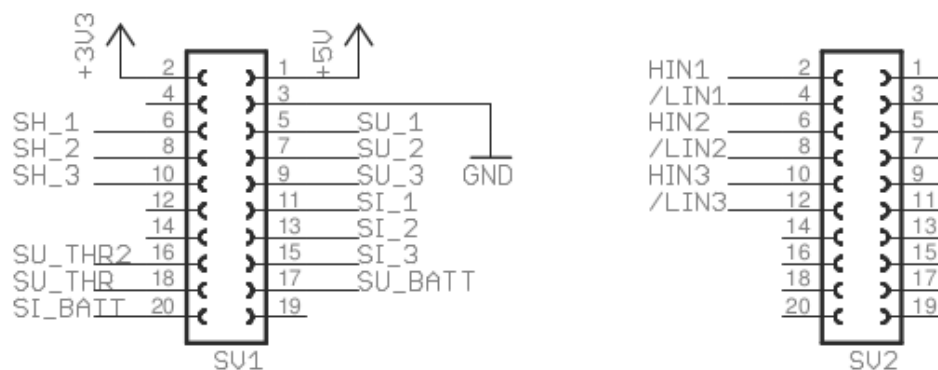 +3V3 +5V
2 1 HIN1 2 1
4 3 /LIN1 4 3
SH_1 6 5 SU_1 HIN2 6 5
SH_2 8 7 SU_2 /LIN2 8 7
SH_3 10 9 SU_3 GND HIN3 10 9
12 11 SI_1 /LIN3 12 11
14 13 SI_2 14 13
SU_THR2 16 15 SI_3 16 15
SU_THR 18 17 SU_BATT 18 17
SI_BATT 20 19 20 19
SV1 SV2